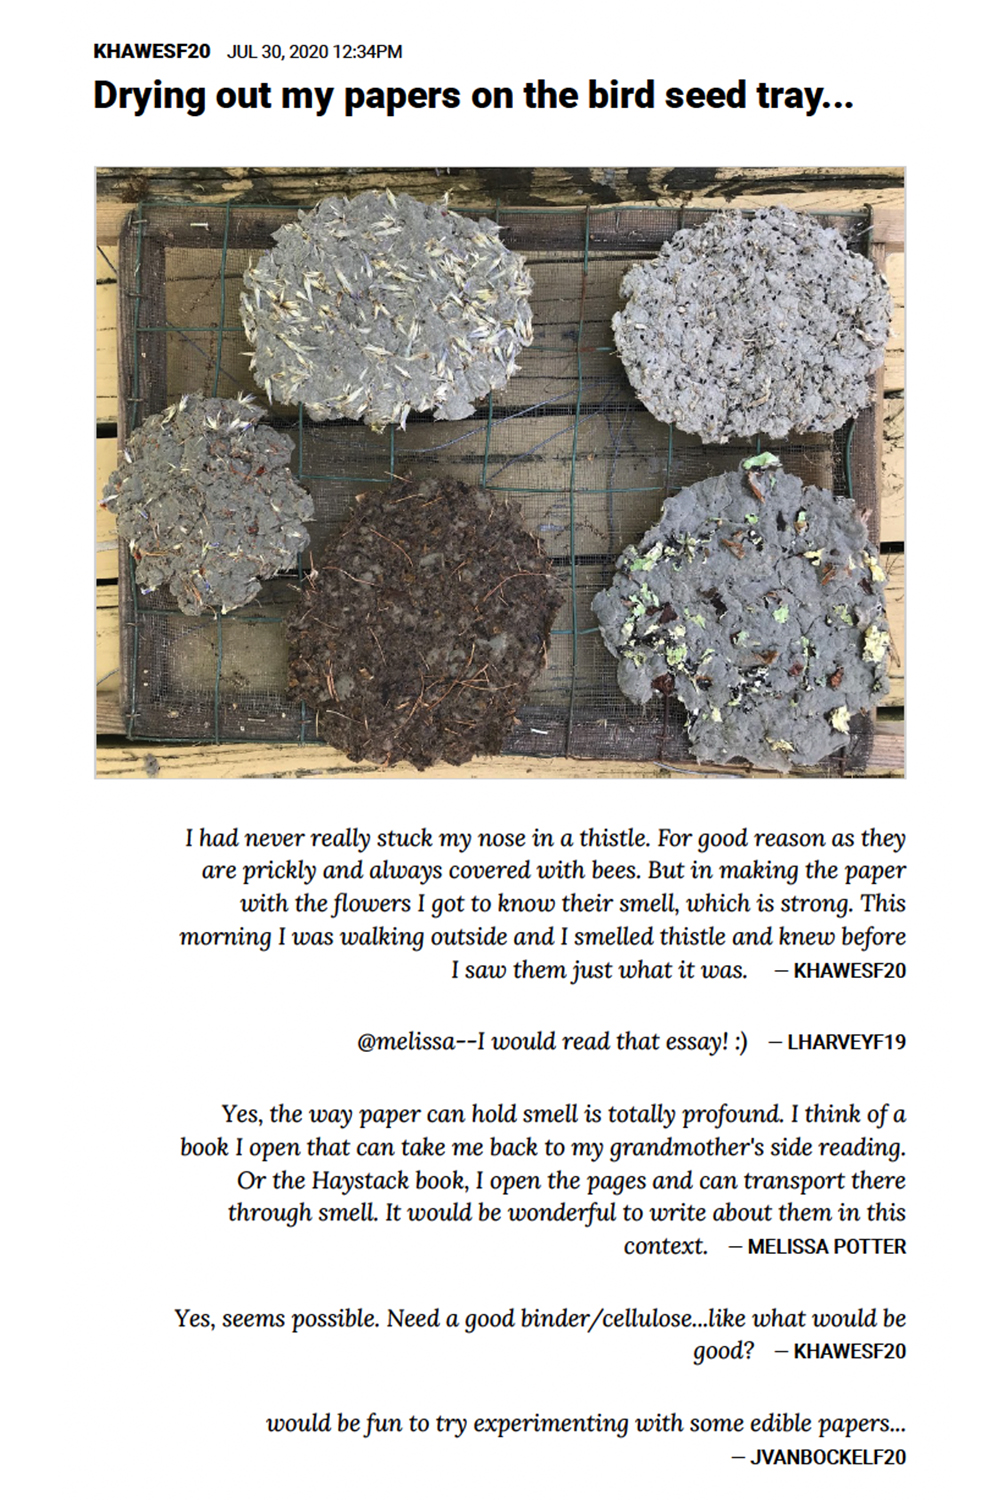 KHAWESF20 JUL 30, 2020 12:34PM
Drying out my papers on the bird seed tray...
I had never really stuck my nose in a thistle. For good reason as they
are prickly and always covered with bees. But in making the paper
with the flowers I got to know their smell, which is strong. This
morning I was walking outside and I smelled thistle and knew before
I saw them just what it was. — KHAWESF20
@melissa--I would read that essay! :) — LHARVEYF19
Yes, the way paper can hold smell is totally profound. I think of a
book I open that can take me back to my grandmother's side reading.
Or the Haystack book, I open the pages and can transport there
through smell. It would be wonderful to write about them in this
context. — MELISSA POTTER
Yes, seems possible. Need a good binder/cellulose...like what would be
good? — KHAWESF20
would be fun to try experimenting with some edible papers...
— JVANBOCKELF20